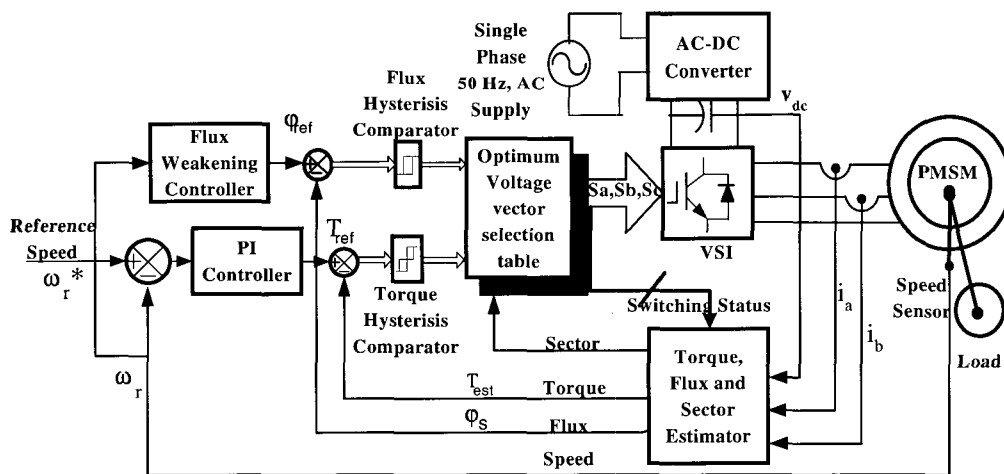 Single
Phase
50 Hz, AC
Supply
AC-DC
Converter
v_dc
Flux
Hysterisis
Comparator
φ_ref
Flux
Weakening
Controller
Optimum
Voltage
vector
selection
table
Sa,Sb,Sc
VSI
PMSM
Reference
Speed
ω_r*
+
-
PI
Controller
T_ref
+
-
+
-
Torque
Hysterisis
Comparator
Switching Status
i_a
i_b
Speed
Sensor
Load
ω_r
Sector
T_est
Torque
φ_s
Flux
Speed
Torque,
Flux and
Sector
Estimator